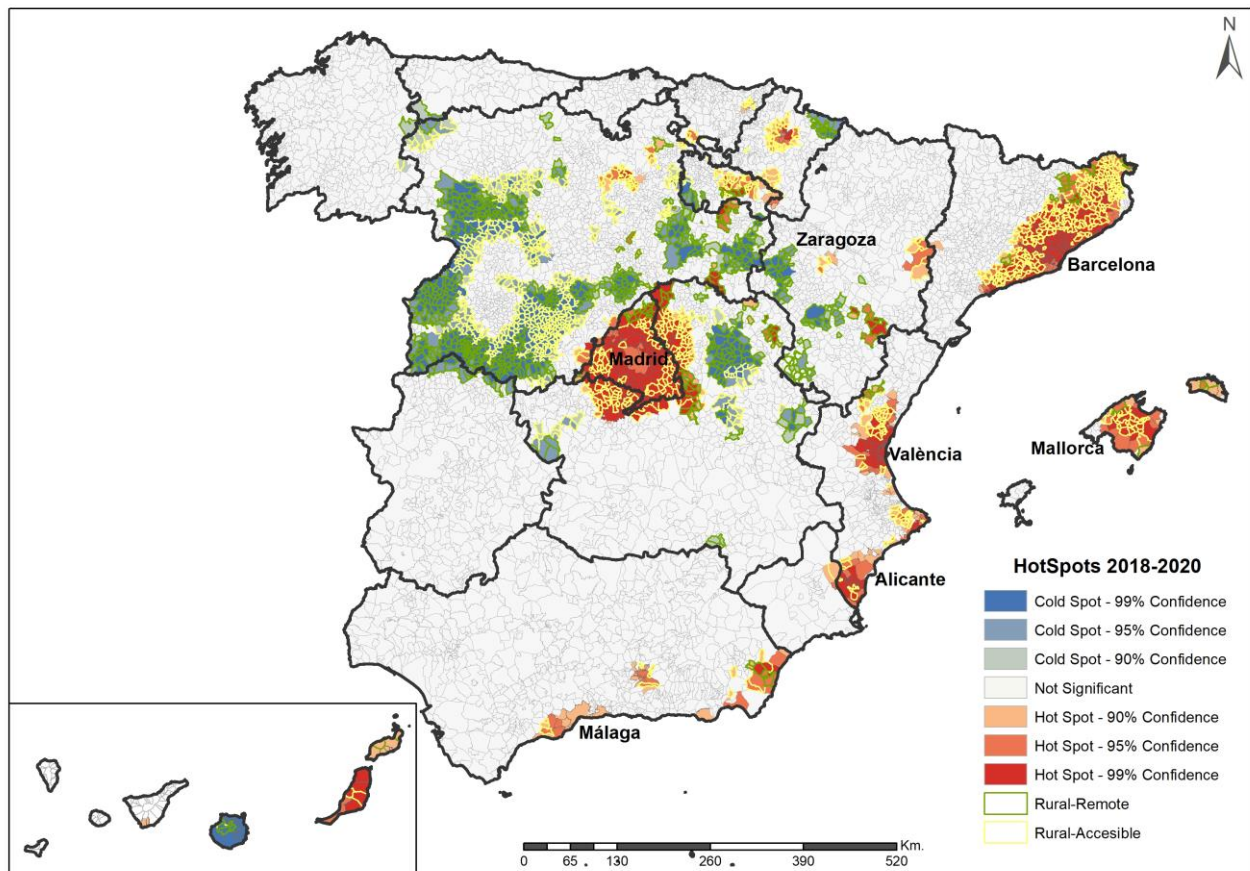 N
Zaragoza
Barcelona
Madrid
València
Mallorca
Alicante
Málaga
HotSpots 2018-2020
Cold Spot - 99% Confidence
Cold Spot - 95% Confidence
Cold Spot - 90% Confidence
Not Significant
Hot Spot - 90% Confidence
Hot Spot - 95% Confidence
Hot Spot - 99% Confidence
Rural-Remote
Rural-Accesible
Km.
0 65 130 260 390 520